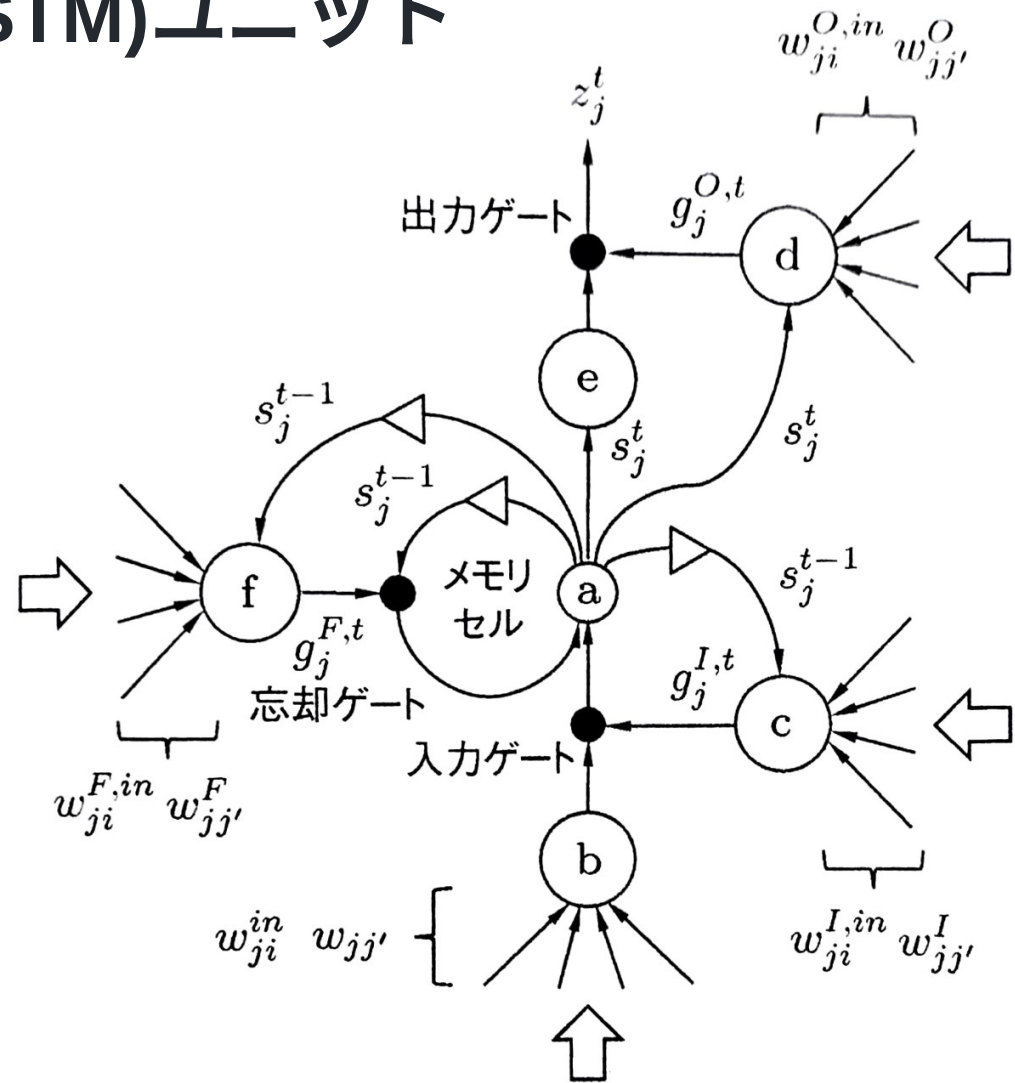 STM)ユニット
w_{ji}^{O,in} w_{jj'}^{O}
z_j^t
出力ゲート
g_j^{O,t}
d
e
s_j^{t-1}
s_j^t
s_j^t
s_j^{t-1}
メモリ
セル
a
s_j^{t-1}
f
g_j^{F,t}
忘却ゲート
g_j^{I,t}
c
入力ゲート
w_{ji}^{F,in} w_{jj'}^{F}
b
w_{ji}^{in} w_{jj'}
w_{ji}^{I,in} w_{jj'}^{I}